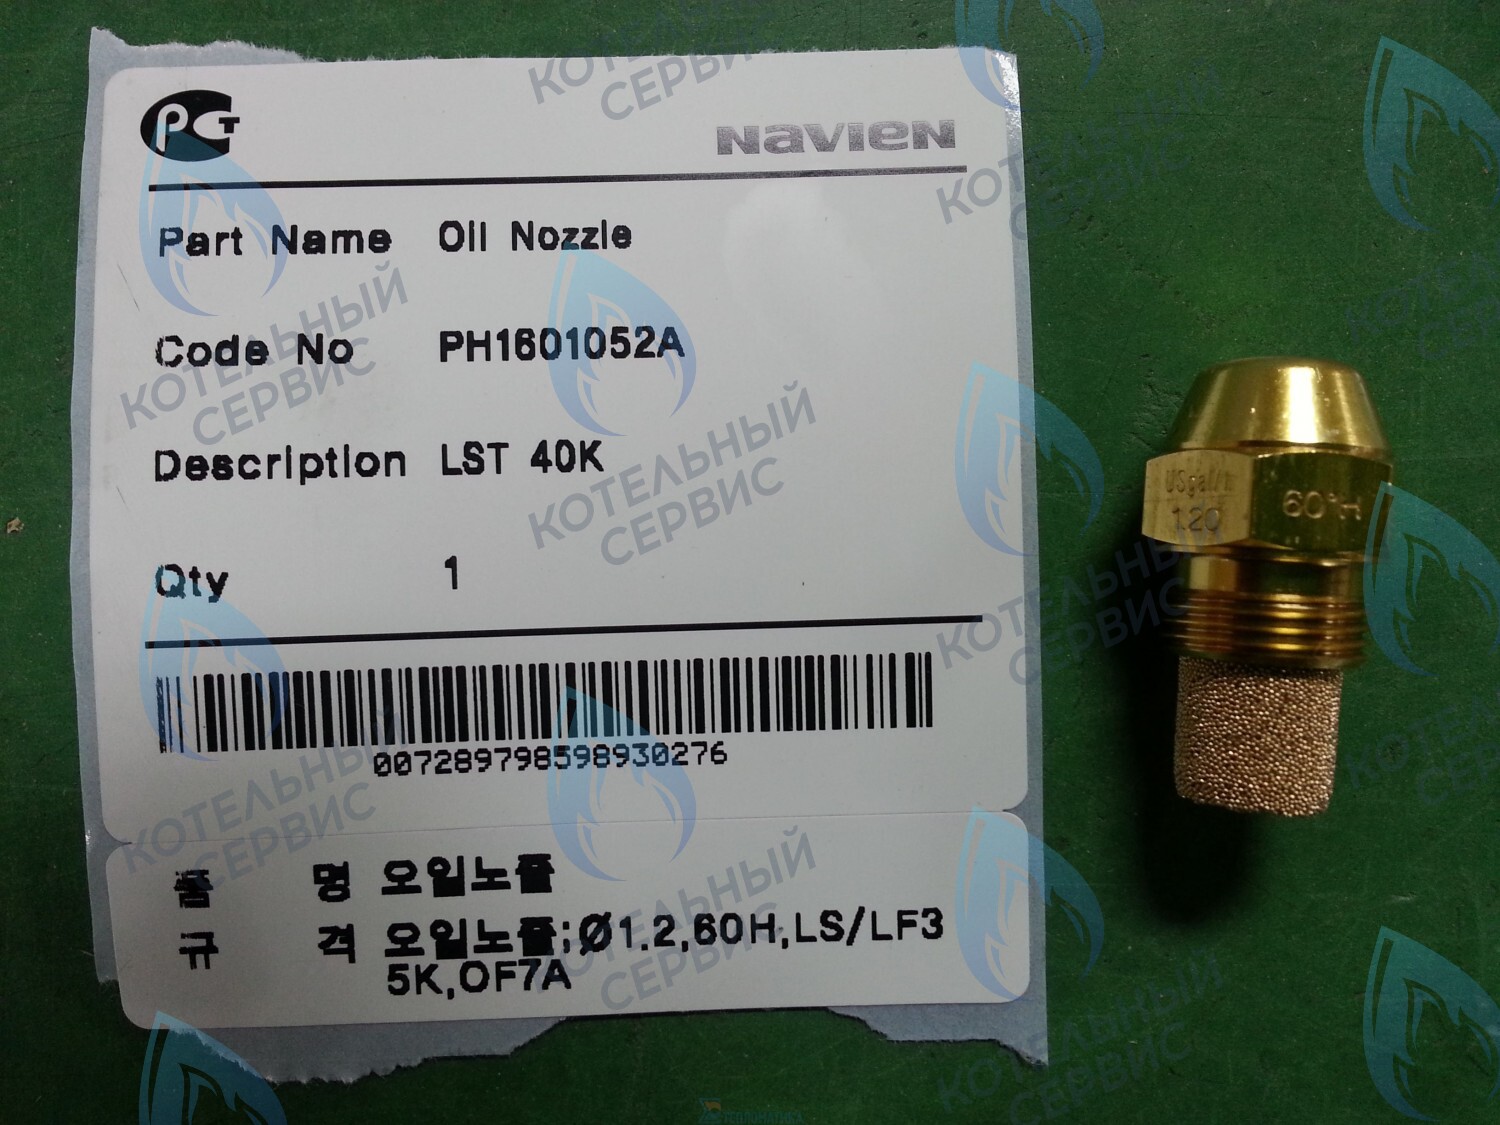 РСТ
NAVIEN
Part Name Oil Nozzle
Code No PH1601052A
Description LST 40K
Qty 1
007289798598930276
품 명 오일노즐
규 격 오일노즐;Ø1.2,60H,LS/LF3
5K,OF7A
USgal/h
1.20
60°H
КОТЕЛЬНЫЙ
СЕРВИС